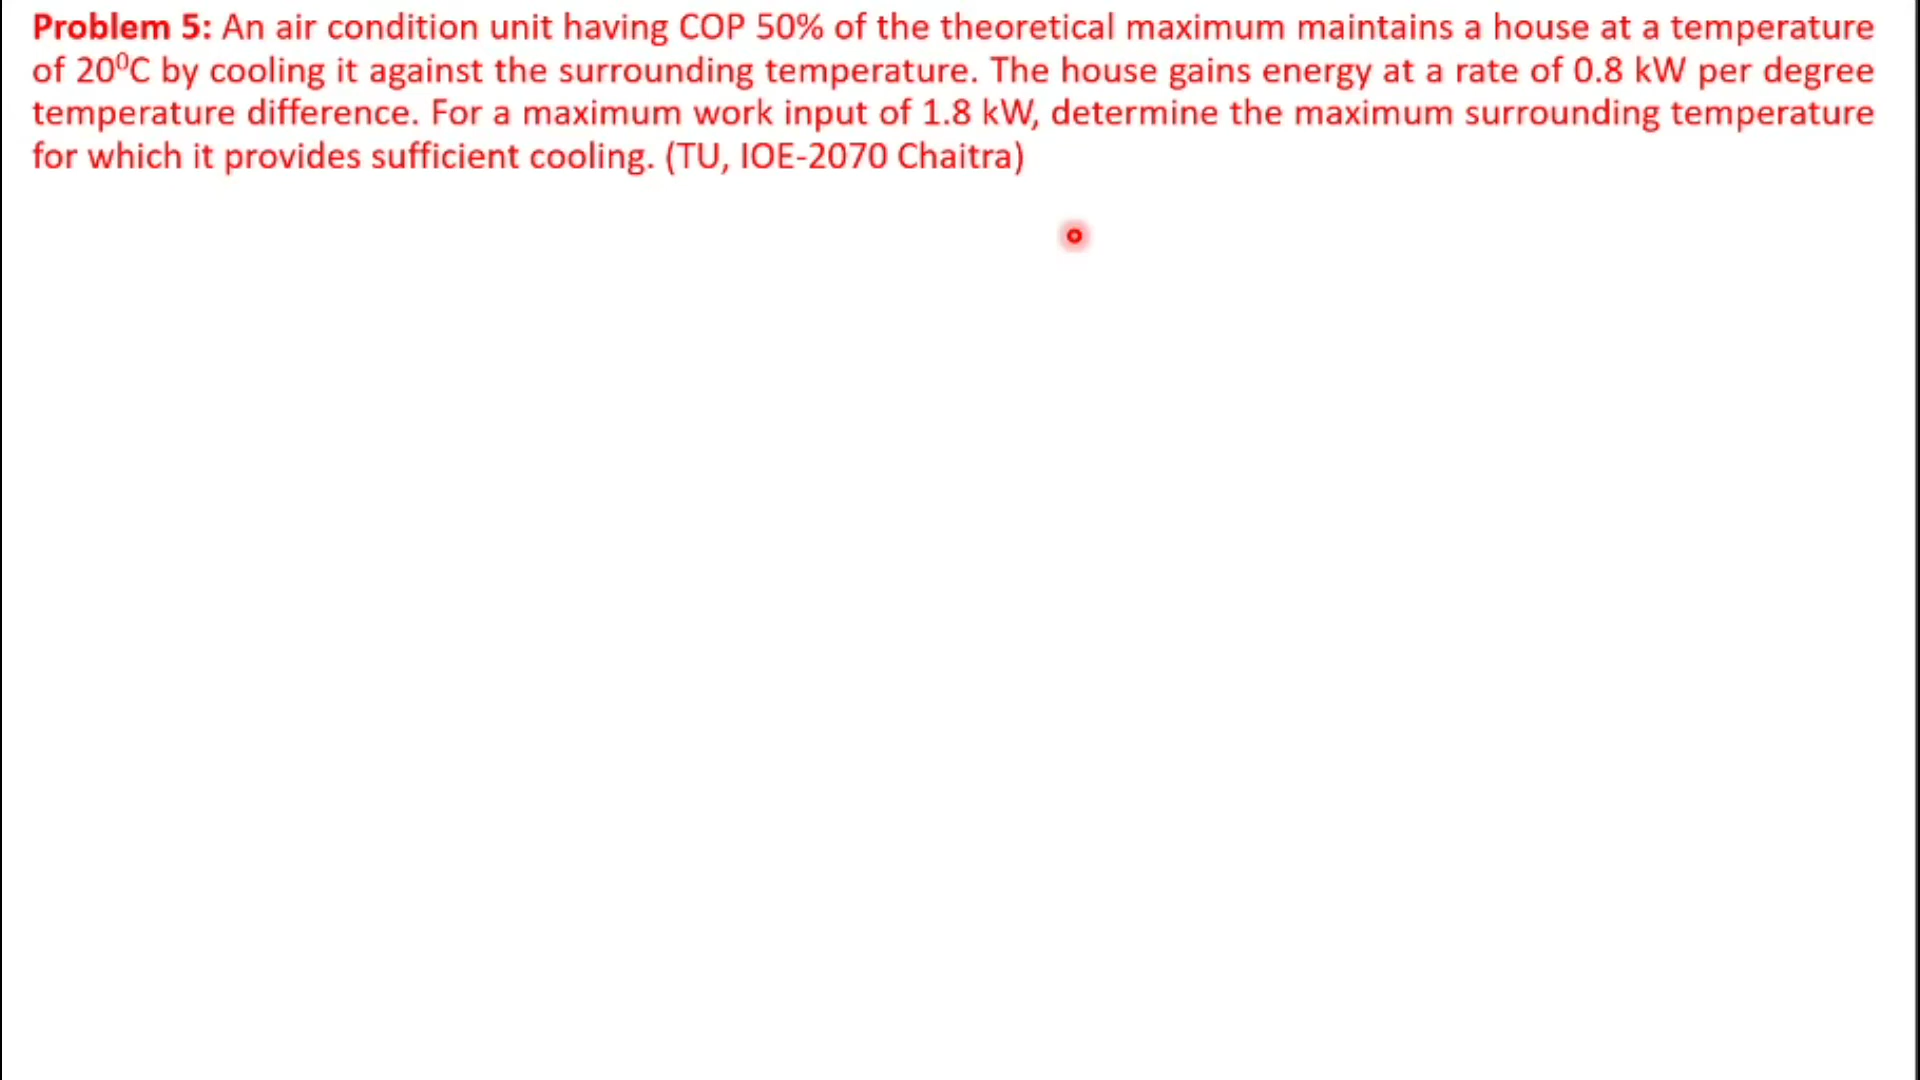 Problem 5: An air condition unit having COP 50% of the theoretical maximum maintains a house at a temperature
of 20⁰C by cooling it against the surrounding temperature. The house gains energy at a rate of 0.8 kW per degree
temperature difference. For a maximum work input of 1.8 kW, determine the maximum surrounding temperature
for which it provides sufficient cooling. (TU, IOE-2070 Chaitra)